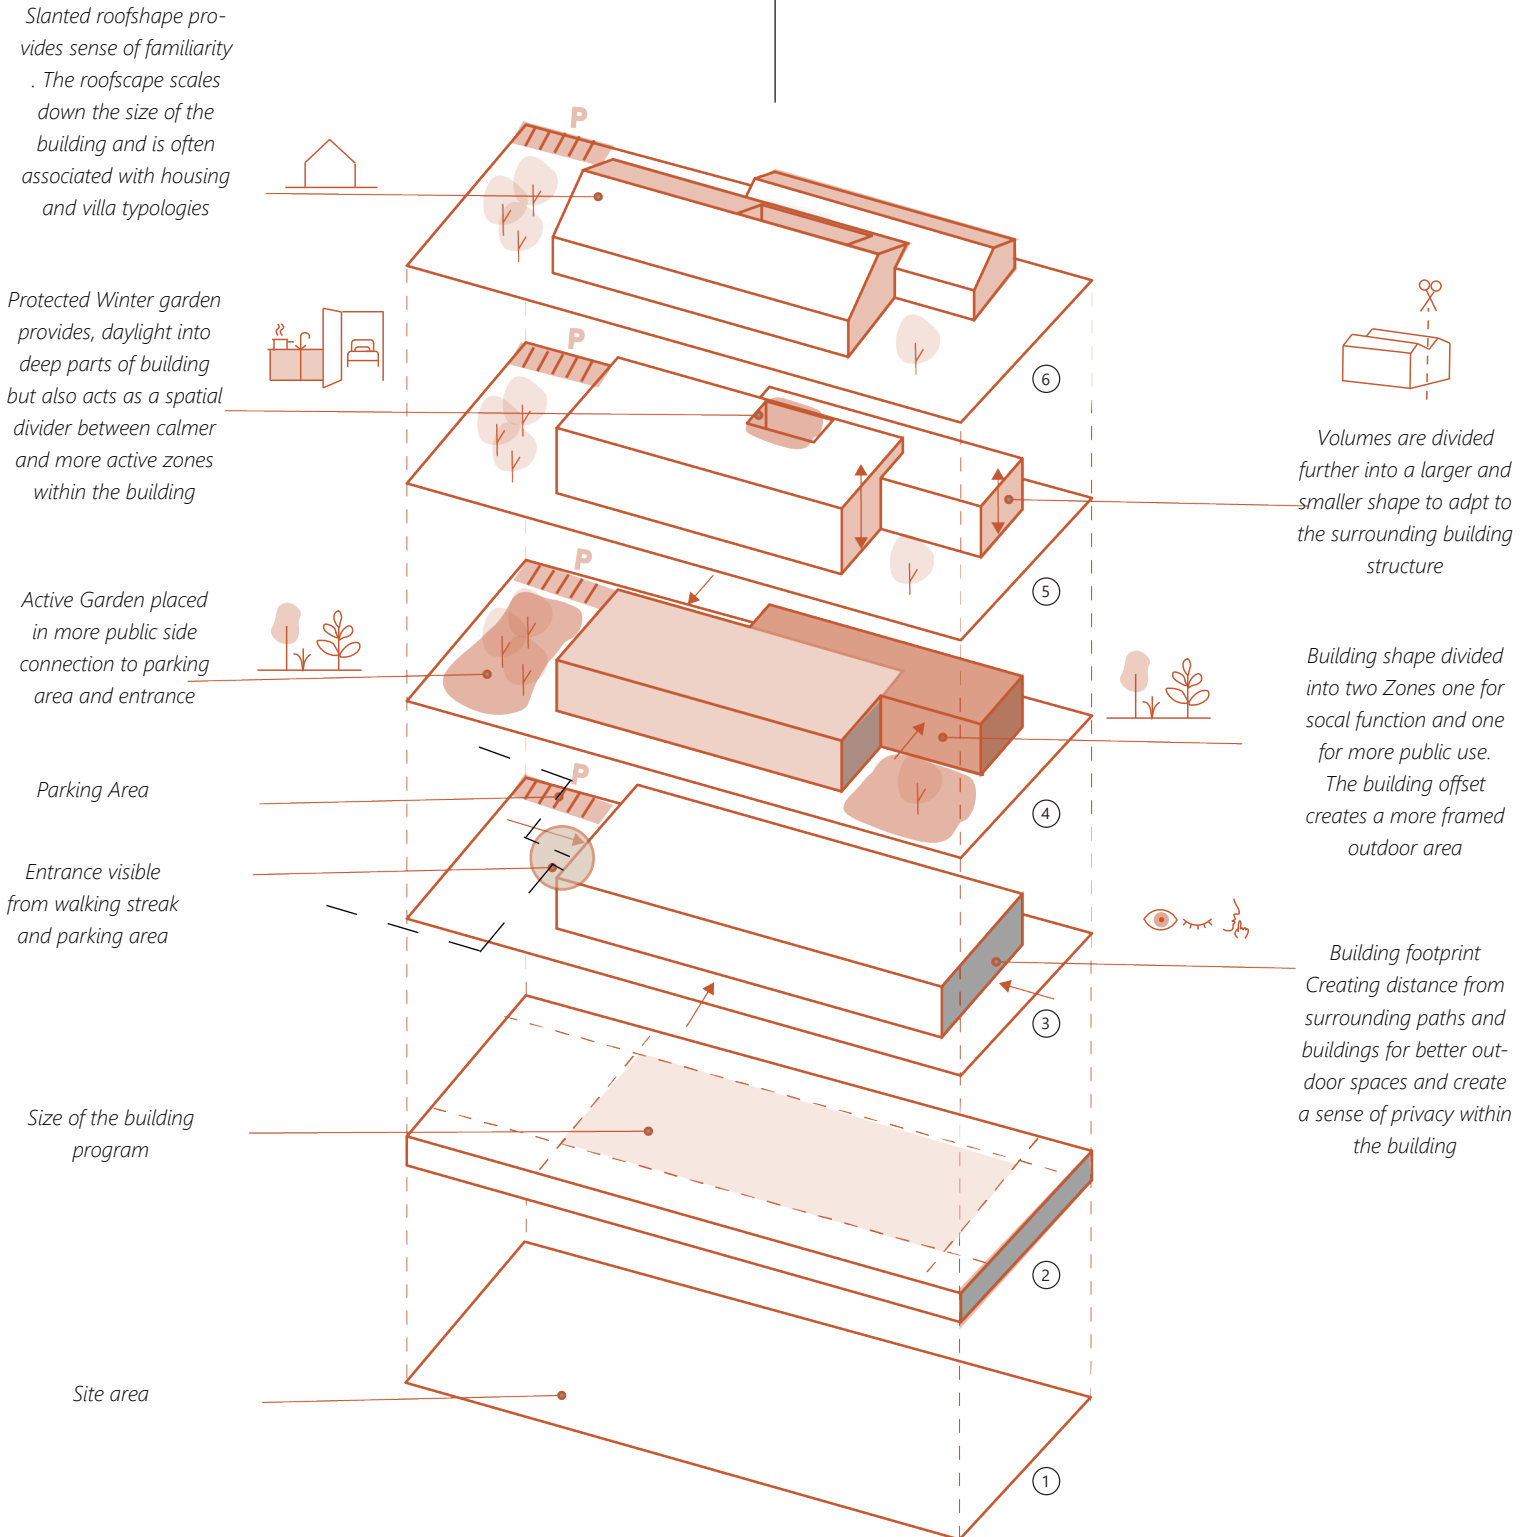 Slanted roofshape pro-
vides sense of familiarity
. The roofscape scales
down the size of the
building and is often
associated with housing
and villa typologies
Protected Winter garden
provides, daylight into
deep parts of building
but also acts as a spatial
divider between calmer
and more active zones
within the building
Active Garden placed
in more public side
connection to parking
area and entrance
Parking Area
Entrance visible
from walking streak
and parking area
Size of the building
program
Site area
P
6
P
5
P
4
P
3
2
1
Volumes are divided
further into a larger and
smaller shape to adpt to
the surrounding building
structure
Building shape divided
into two Zones one for
socal function and one
for more public use.
The building offset
creates a more framed
outdoor area
Building footprint
Creating distance from
surrounding paths and
buildings for better out-
door spaces and create
a sense of privacy within
the building